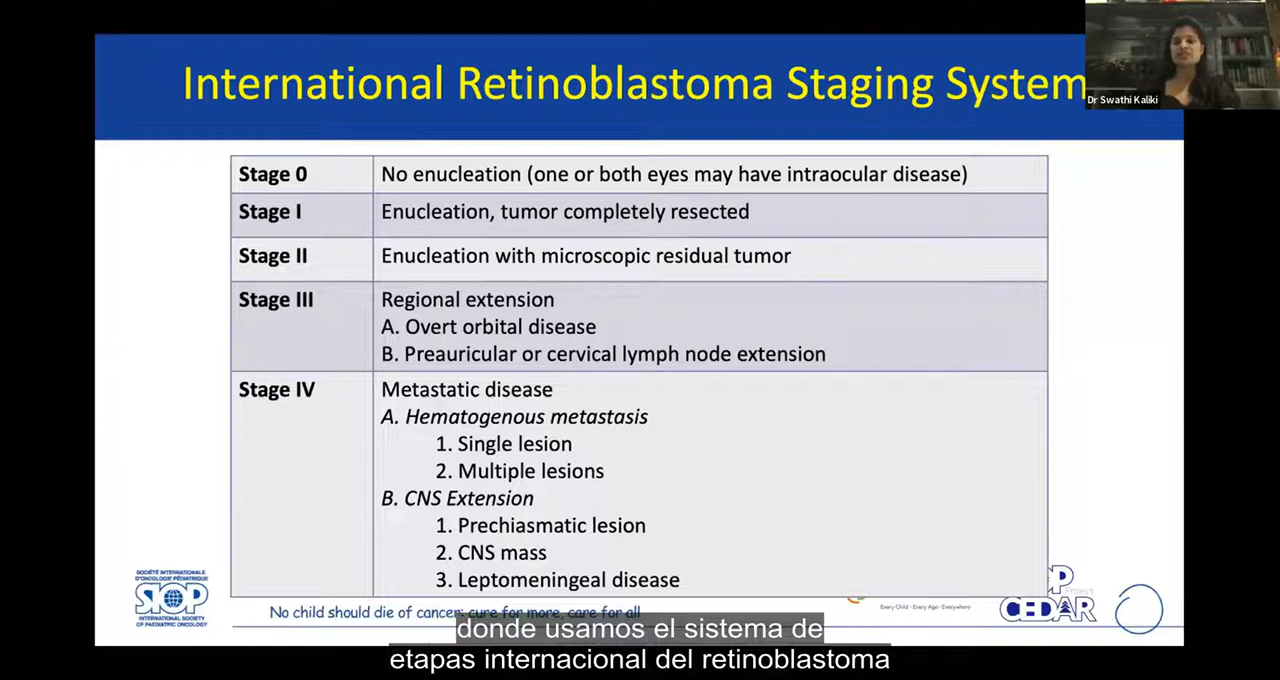 International Retinoblastoma Staging System
Dr Swathi Kaliki
Stage 0 No enucleation (one or both eyes may have intraocular disease)
Stage I Enucleation, tumor completely resected
Stage II Enucleation with microscopic residual tumor
Stage III Regional extension
A. Overt orbital disease
B. Preauricular or cervical lymph node extension
Stage IV Metastatic disease
A. Hematogenous metastasis
1. Single lesion
2. Multiple lesions
B. CNS Extension
1. Prechiasmatic lesion
2. CNS mass
3. Leptomeningeal disease
SOCIÉTÉ INTERNATIONALE
D'ONCOLOGIE PÉDIATRIQUE
SIOP
INTERNATIONAL SOCIETY
OF PAEDIATRIC ONCOLOGY
No child should die of cancer: cure for more, care for all
Every Child · Every Age · Everywhere
OP
Project
CEDAR
donde usamos el sistema de
etapas internacional del retinoblastoma